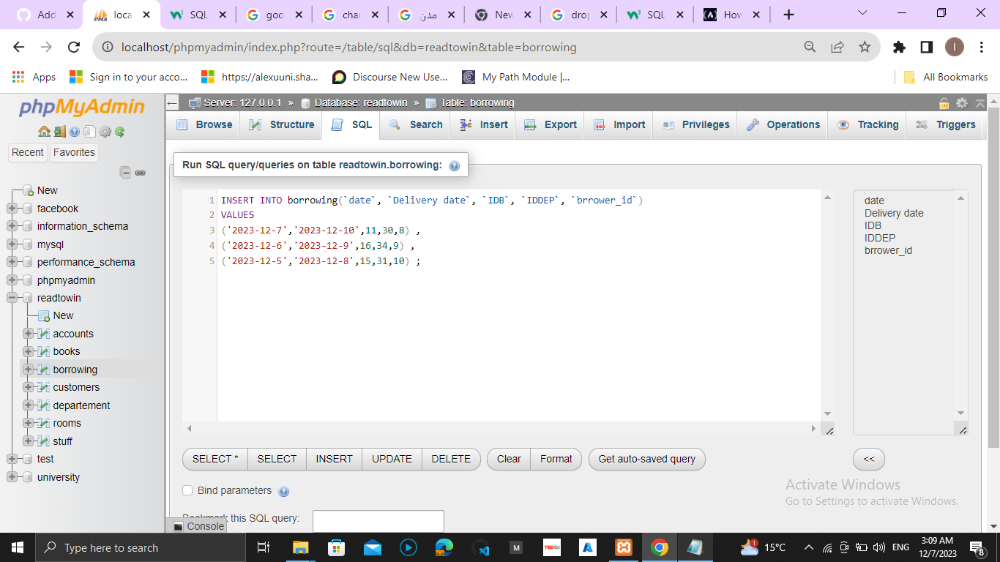 Add
loca
SQL
goo
char
مدن
New
drop
SQL
How
localhost/phpmyadmin/index.php?route=/table/sql&db=readtowin&table=borrowing
Apps
Sign in to your acco...
https://alexuuni.sha...
Discourse New Use...
My Path Module |...
All Bookmarks
phpMyAdmin
Server: 127.0.0.1 » Database: readtowin » Table: borrowing
Browse
Structure
SQL
Search
Insert
Export
Import
Privileges
Operations
Tracking
Triggers
Recent
Favorites
New
facebook
information_schema
mysql
performance_schema
phpmyadmin
readtowin
New
accounts
books
borrowing
customers
departement
rooms
stuff
test
university
Run SQL query/queries on table readtowin.borrowing:
1 INSERT INTO borrowing(`date`, `Delivery date`, `IDB`, `IDDEP`, `brrower_id`)
2 VALUES
3 ('2023-12-7','2023-12-10',11,30,8) ,
4 ('2023-12-6','2023-12-9',16,34,9) ,
5 ('2023-12-5','2023-12-8',15,31,10) ;
date
Delivery date
IDB
IDDEP
brrower_id
SELECT *
SELECT
INSERT
UPDATE
DELETE
Clear
Format
Get auto-saved query
<<
Bind parameters
Activate Windows
Go to Settings to activate Windows.
Bookmark this SQL query:
Console
Type here to search
15°C
ENG
3:09 AM
12/7/2023
8